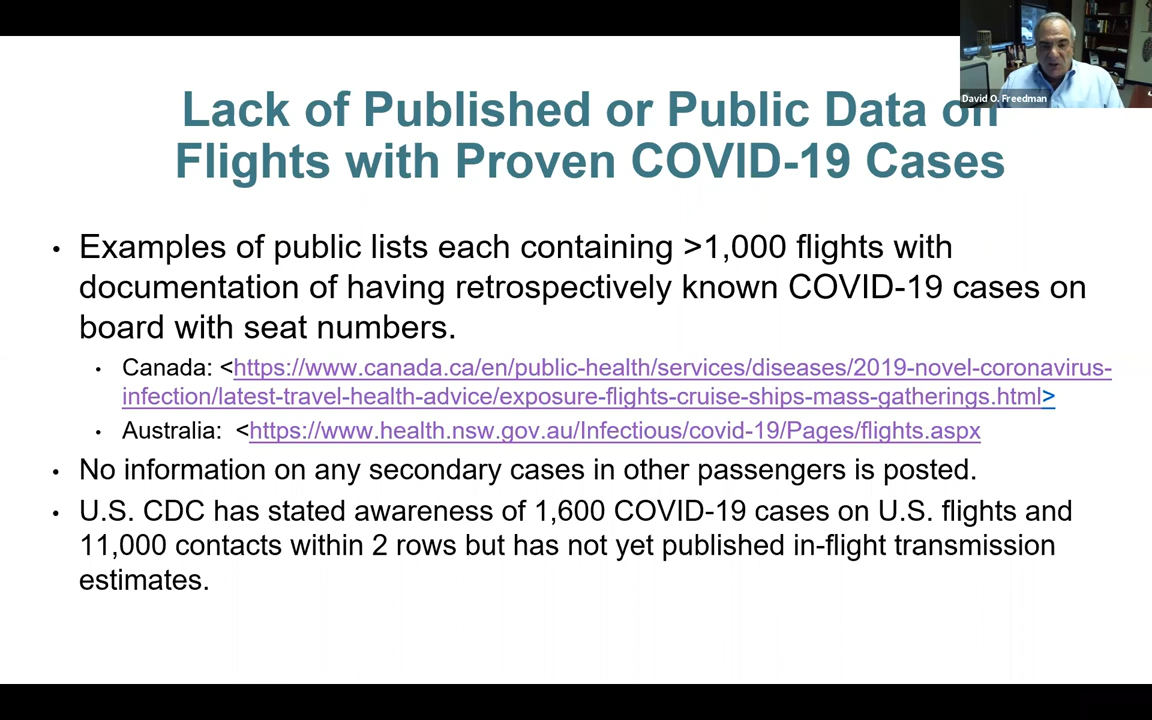 Lack of Published or Public Data on
Flights with Proven COVID-19 Cases
David O. Freedman
• Examples of public lists each containing >1,000 flights with
documentation of having retrospectively known COVID-19 cases on
board with seat numbers.
• Canada: <https://www.canada.ca/en/public-health/services/diseases/2019-novel-coronavirus-
infection/latest-travel-health-advice/exposure-flights-cruise-ships-mass-gatherings.html>
• Australia: <https://www.health.nsw.gov.au/Infectious/covid-19/Pages/flights.aspx
• No information on any secondary cases in other passengers is posted.
• U.S. CDC has stated awareness of 1,600 COVID-19 cases on U.S. flights and
11,000 contacts within 2 rows but has not yet published in-flight transmission
estimates.